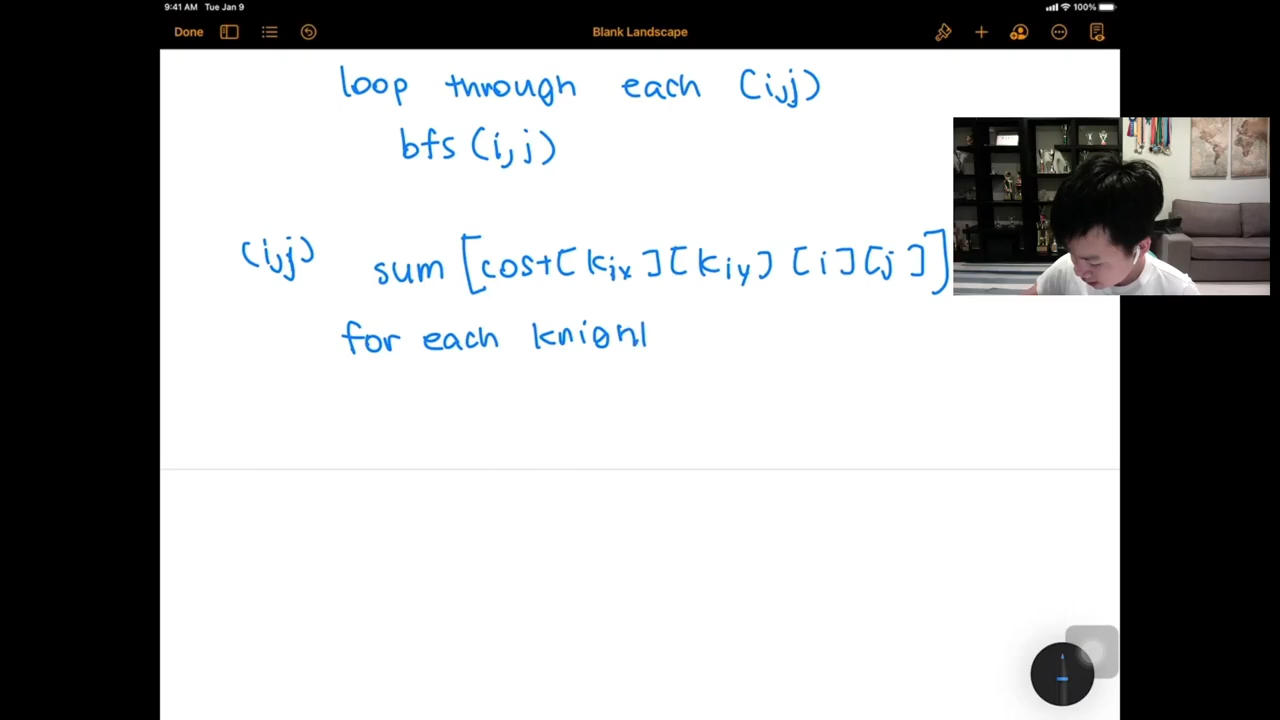 9:41 AM Tue Jan 9
100%
Done
Blank Landscape
loop through each (i,j)
bfs (i,j)
(i,j) sum [cost[kix][kiy][i][j]]
for each knigh